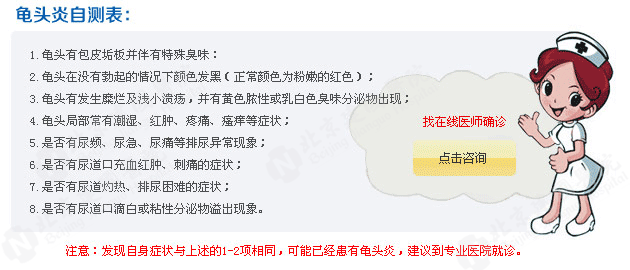 龟头炎自测表：
1. 龟头有包皮垢板并伴有特殊臭味：
2. 龟头在没有勃起的情况下颜色发黑（正常颜色为粉嫩的红色）；
3. 龟头有发生糜烂及浅小溃疡，并有黄色脓性或乳白色臭味分泌物出现；
4. 龟头局部常有潮湿、红肿、疼痛、瘙痒等症状；
5. 是否有尿频、尿急、尿痛等排尿异常现象；
6. 是否有尿道口充血红肿、刺痛的症状；
7. 是否有尿道灼热、排尿困难的症状；
8. 是否有尿道口滴白或粘性分泌物溢出现象。
找在线医师确诊
点击咨询
注意：发现自身症状与上述的1-2项相同，可能已经患有龟头炎，建议到专业医院就诊。